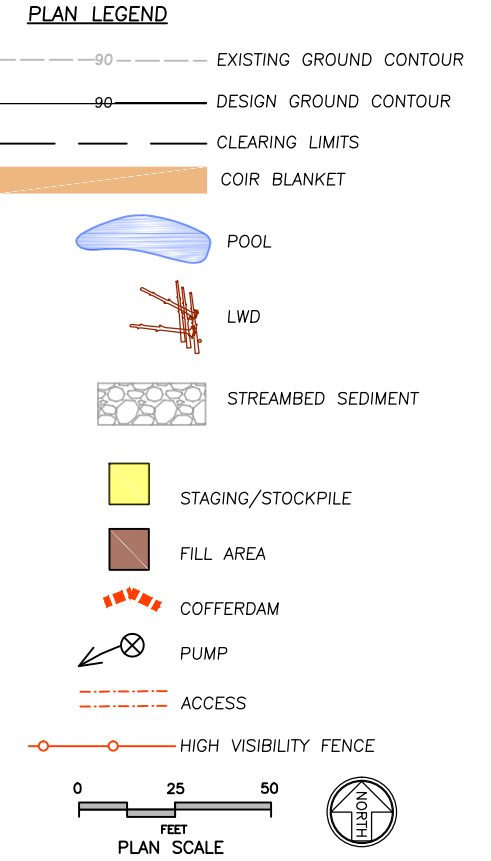 PLAN LEGEND
90 EXISTING GROUND CONTOUR
90 DESIGN GROUND CONTOUR
CLEARING LIMITS
COIR BLANKET
POOL
LWD
STREAMBED SEDIMENT
STAGING/STOCKPILE
FILL AREA
COFFERDAM
PUMP
ACCESS
HIGH VISIBILITY FENCE
0 25 50
FEET
PLAN SCALE
NORTH